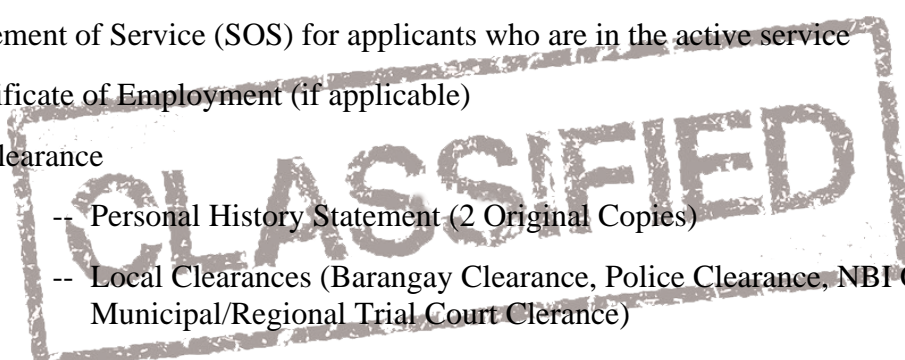 ement of Service (SOS) for applicants who are in the active service
ificate of Employment (if applicable)
learance
-- Personal History Statement (2 Original Copies)
-- Local Clearances (Barangay Clearance, Police Clearance, NBI
Municipal/Regional Trial Court Clerance)
CLASSIFIED